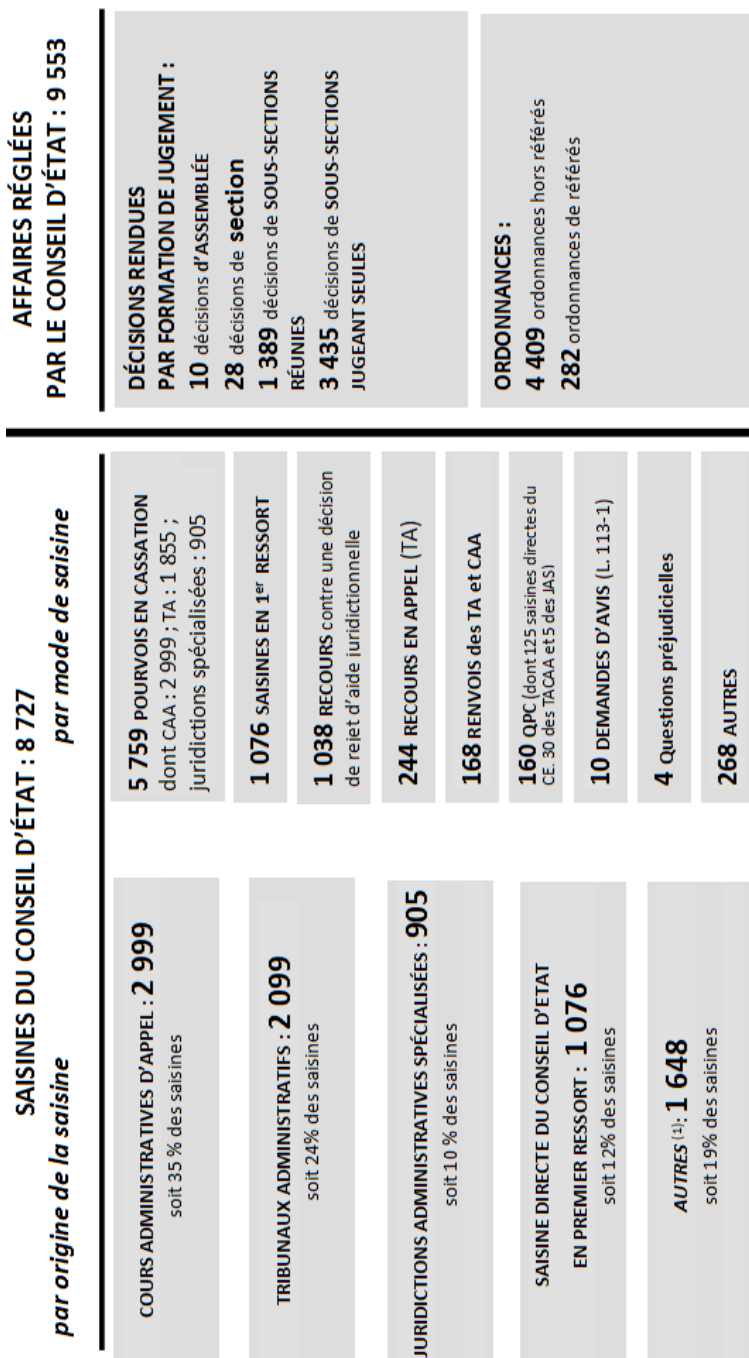 SAISINES DU CONSEIL D'ÉTAT : 8 727
par origine de la saisine
COURS ADMINISTRATIVES D'APPEL : 2 999
soit 35 % des saisines
TRIBUNAUX ADMINISTRATIFS : 2 099
soit 24% des saisines
JURIDICTIONS ADMINISTRATIVES SPÉCIALISÉES : 905
soit 10 % des saisines
SAISINE DIRECTE DU CONSEIL D'ETAT
EN PREMIER RESSORT : 1 076
soit 12% des saisines
AUTRES (1): 1 648
soit 19% des saisines
par mode de saisine
5 759 POURVOIS EN CASSATION
dont CAA : 2 999 ; TA : 1 855 ;
juridictions spécialisées : 905
1 076 SAISINES EN 1er RESSORT
1 038 RECOURS contre une décision
de rejet d'aide juridictionnelle
244 RECOURS EN APPEL (TA)
168 RENVOIS des TA et CAA
160 QPC (dont 125 saisines directes du
CE. 30 des TACAA et 5 des JAS)
10 DEMANDES D'AVIS (L. 113-1)
4 Questions préjudicielles
268 AUTRES
AFFAIRES RÉGLÉES
PAR LE CONSEIL D'ÉTAT : 9 553
DÉCISIONS RENDUES
PAR FORMATION DE JUGEMENT :
10 décisions d'ASSEMBLÉE
28 décisions de section
1 389 décisions de SOUS-SECTIONS
RÉUNIES
3 435 décisions de SOUS-SECTIONS
JUGEANT SEULES
ORDONNANCES :
4 409 ordonnances hors référés
282 ordonnances de référés